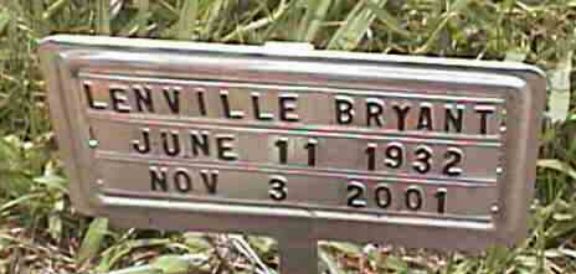 LENVILLE BRYANT
JUNE 11 1932
NOV 3 2001